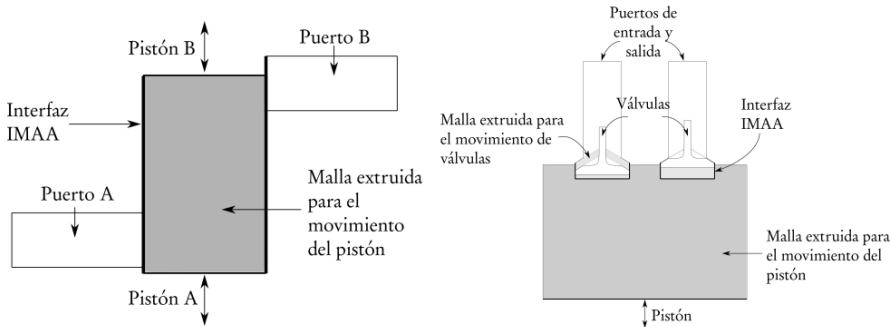 Pistón B
Puerto B
Interfaz
IMAA
Puerto A
Malla extruida
para el
movimiento
del pistón
Pistón A
Puertos de
entrada y
salida
Malla extruida para
el movimiento de
válvulas
Válvulas
Interfaz
IMAA
Malla extruida para
el movimiento del
pistón
Pistón